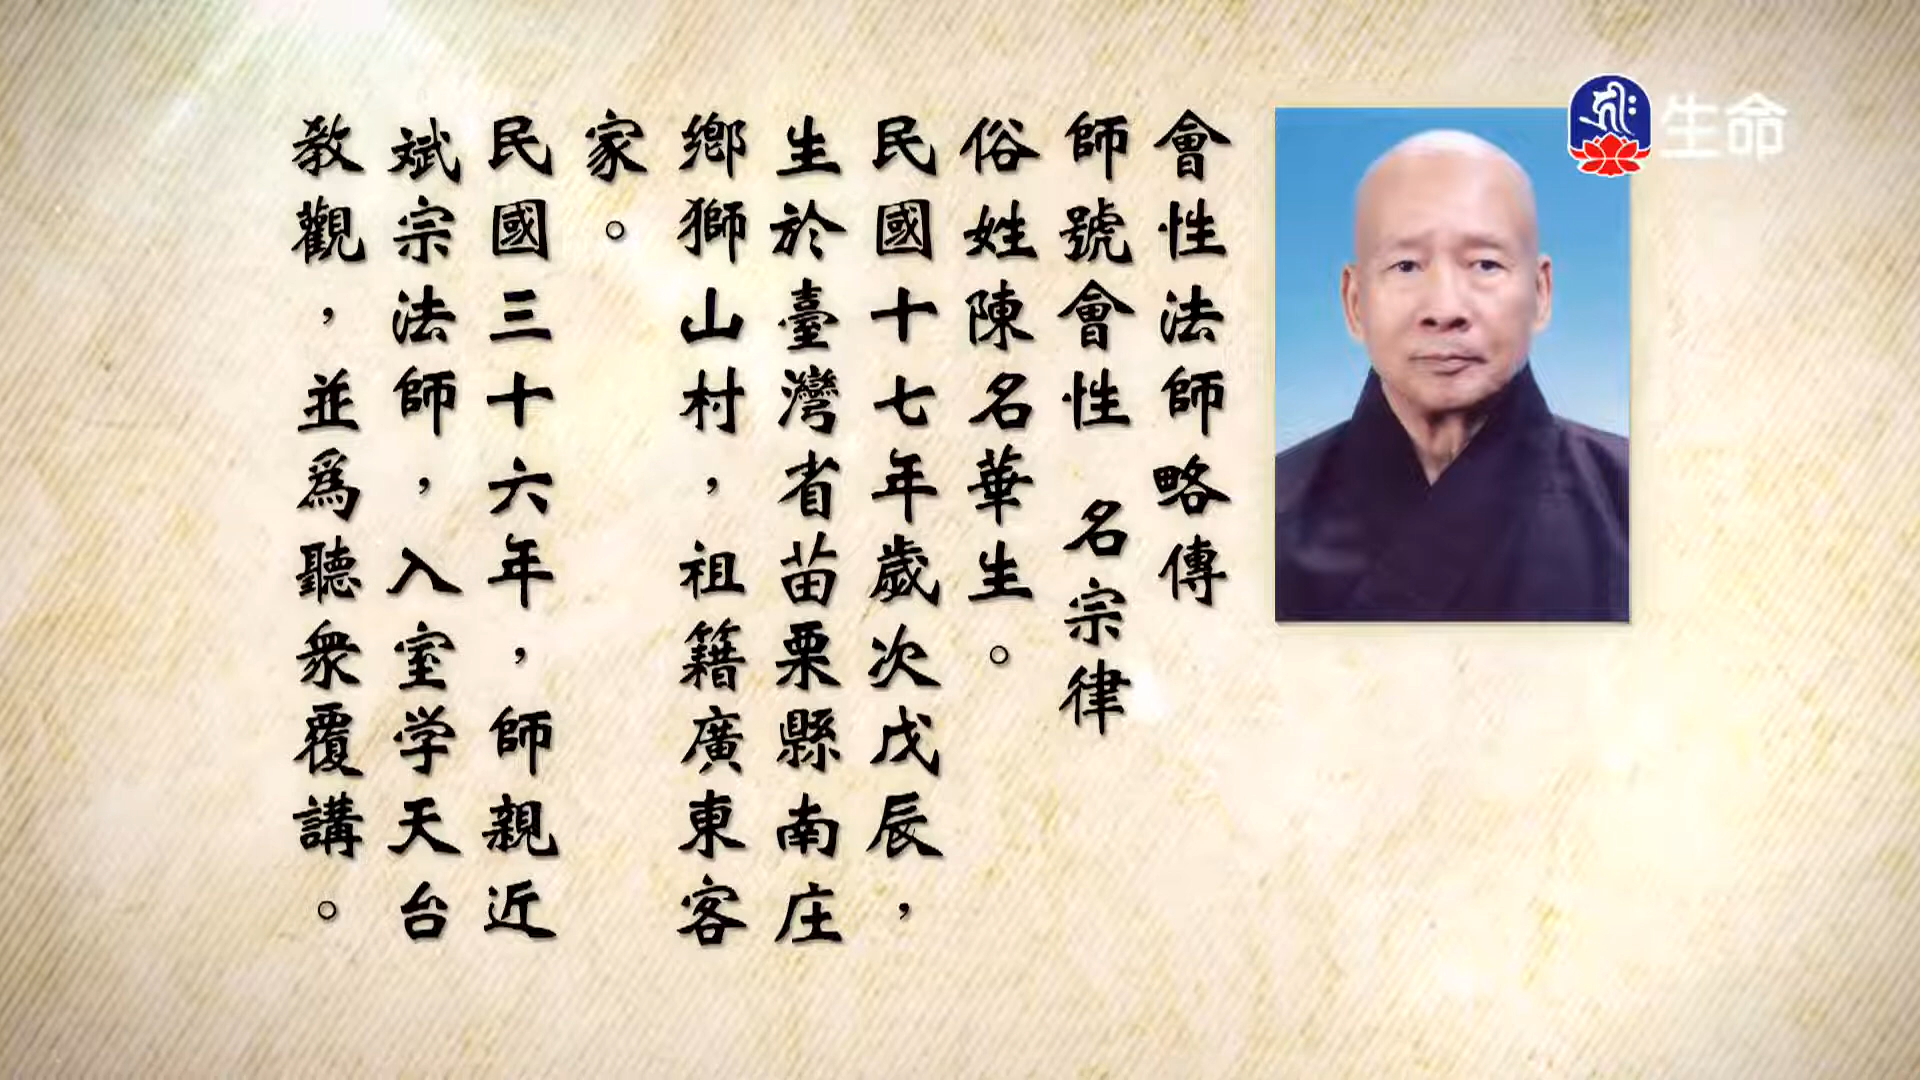 會性法師略傳
師號會性 名宗律
俗姓陳名華生。
民國十七年歲次戊辰，
生於臺灣省苗栗縣南庄
鄉獅山村，祖籍廣東客
家。
民國三十六年，師親近
斌宗法師，入室学天台
教觀，並為聽眾覆講。
生命